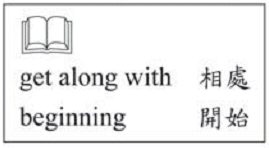 get along with 相處
beginning 開始